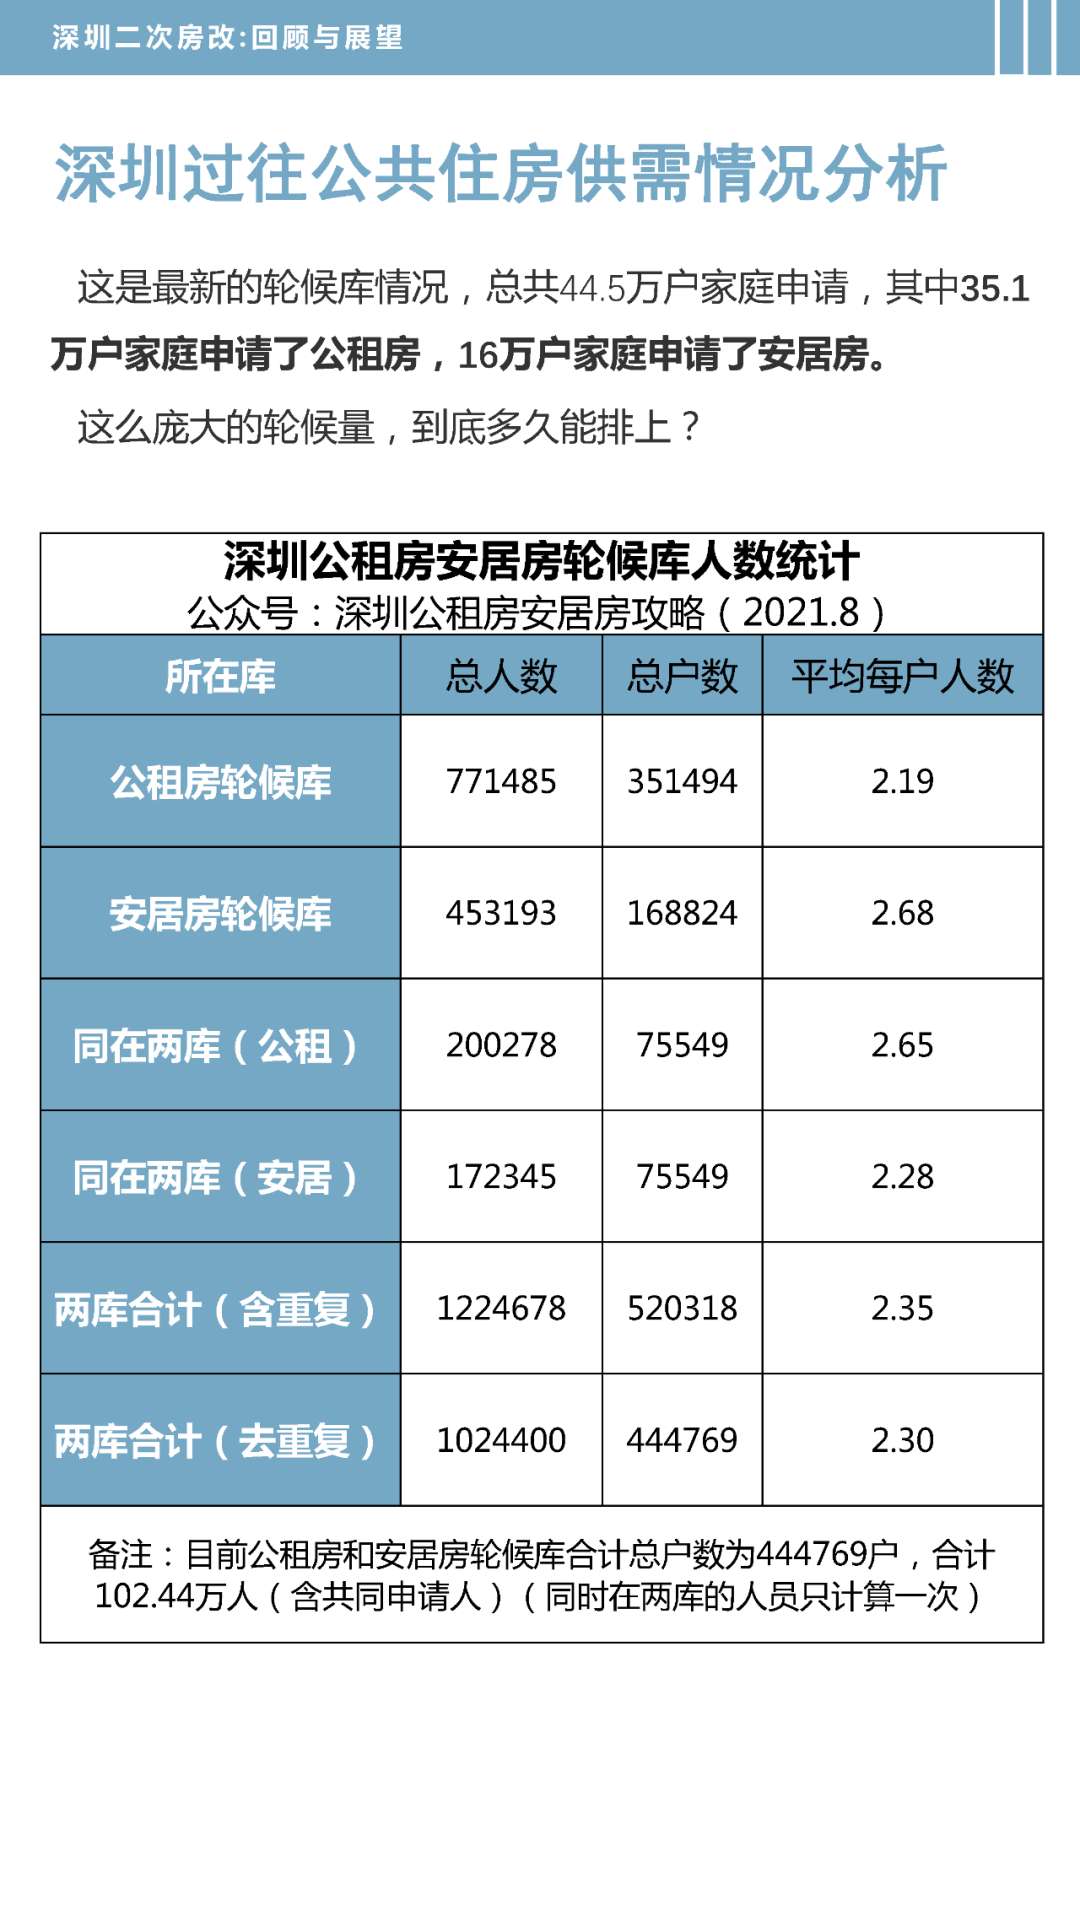 深圳二次房改:回顾与展望
深圳过往公共住房供需情况分析
这是最新的轮候库情况，总共44.5万户家庭申请，其中35.1
万户家庭申请了公租房，16万户家庭申请了安居房。
这么庞大的轮候量，到底多久能排上？
深圳公租房安居房轮候库人数统计
公众号：深圳公租房安居房攻略（2021.8）
所在库 总人数 总户数 平均每户人数
公租房轮候库 771485 351494 2.19
安居房轮候库 453193 168824 2.68
同在两库（公租） 200278 75549 2.65
同在两库（安居） 172345 75549 2.28
两库合计（含重复） 1224678 520318 2.35
两库合计（去重复） 1024400 444769 2.30
备注：目前公租房和安居房轮候库合计总户数为444769户，合计
102.44万人（含共同申请人）（同时在两库的人员只计算一次）